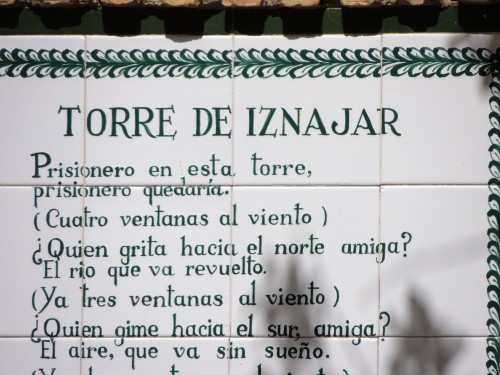 TORRE DE IZNAJAR
Prisionero en esta torre,
prisionero quedaría.
(Cuatro ventanas al viento)
¿Quien grita hacia el norte amiga?
El rio que va revuelto.
(Ya tres ventanas al viento)
¿Quien gime hacia el sur, amiga?
El aire, que va sin sueño.